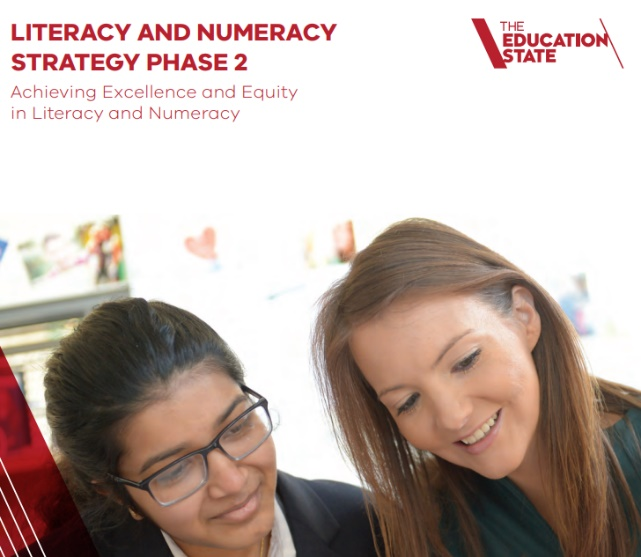 LITERACY AND NUMERACY
STRATEGY PHASE 2
Achieving Excellence and Equity
in Literacy and Numeracy
THE
EDUCATION
STATE